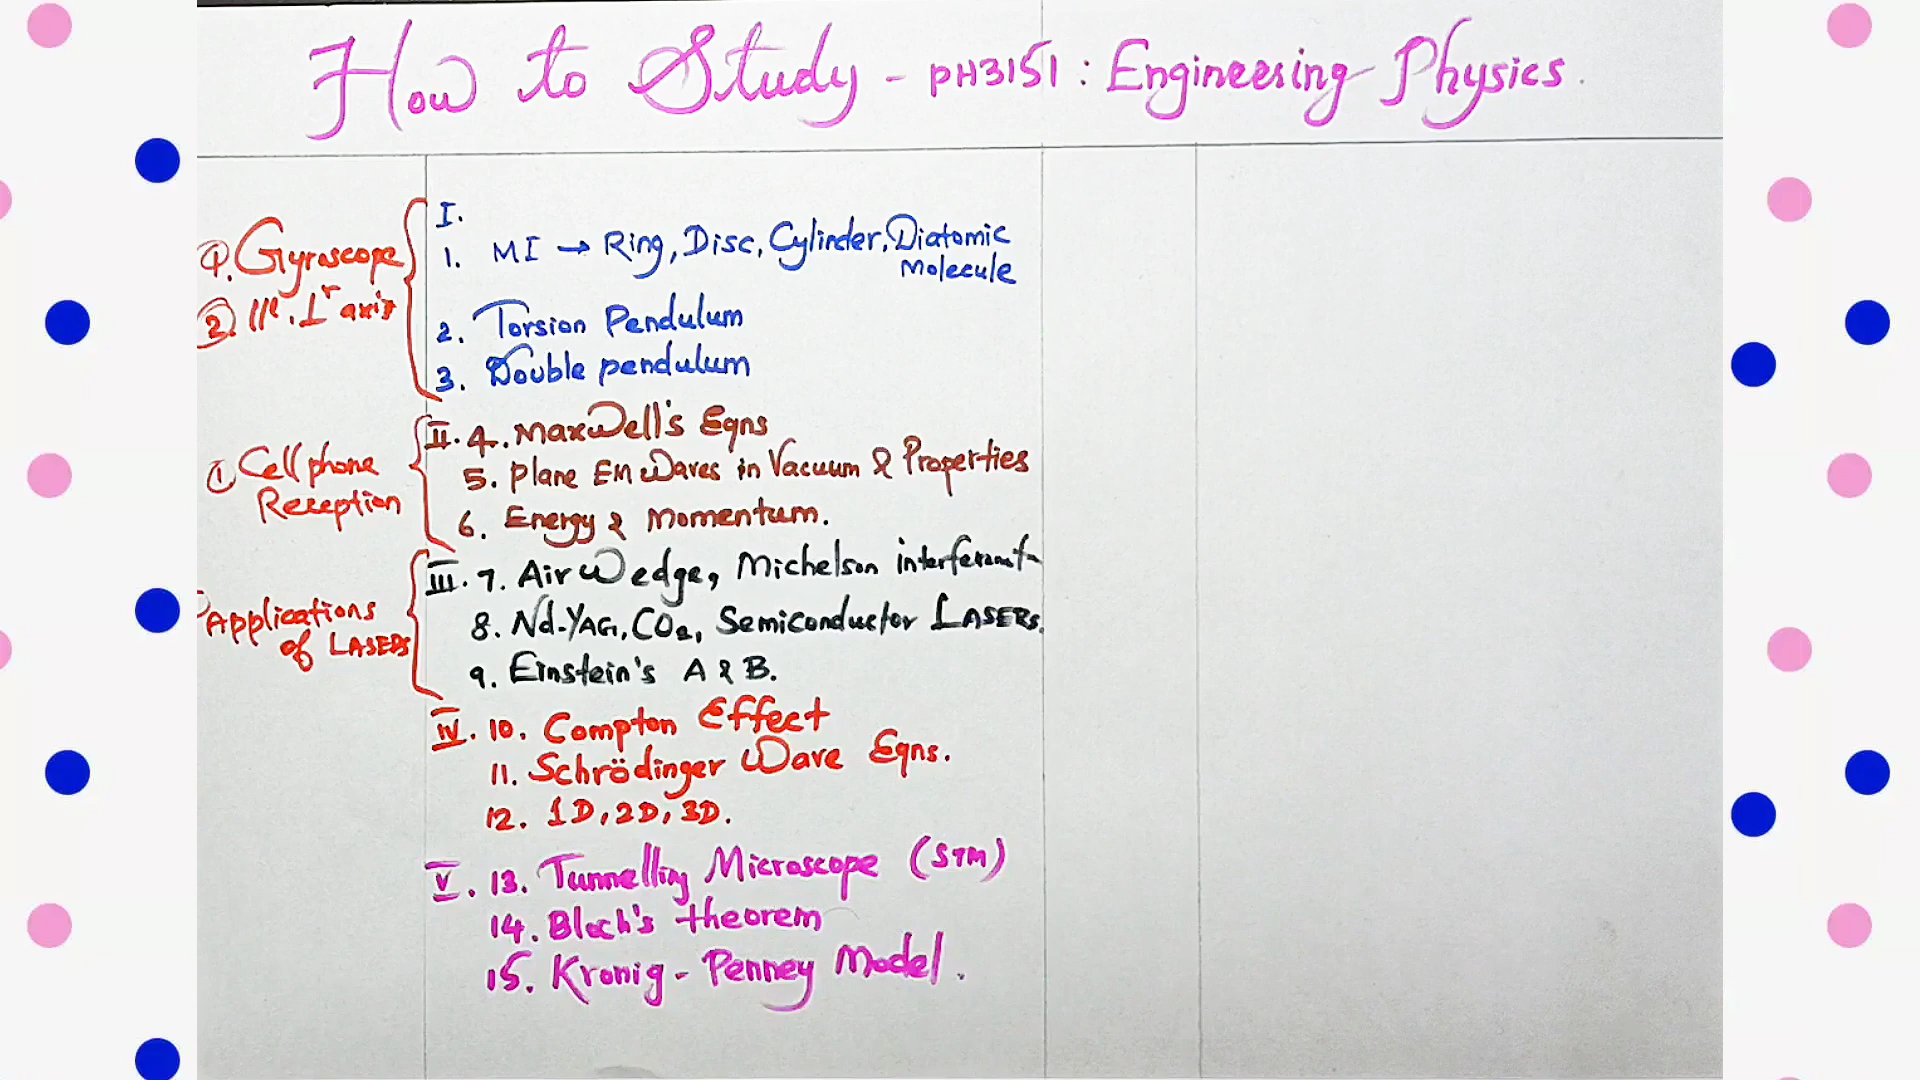 How to Study - PH3151 : Engineering Physics.
①. Gyroscope
②. ||l. ⊥r axis
I.
1. MI → Ring, Disc, Cylinder, Diatomic
Molecule
2. Torsion Pendulum
3. Double pendulum
① Cell phone
Reception
II. 4. Maxwell's Eqns
5. Plane EM Waves in Vacuum & Properties
6. Energy & Momentum.
Applications
of LASERS
III. 7. Air Wedge, Michelson
8. Nd-YAG, CO2, Semiconductor LASERs.
9. Einstein's A & B.
IV. 10. Compton Effect
11. Schrödinger Wave Eqns.
12. 1D, 2D, 3D.
V. 13. Tunnelling Microscope (STM)
14. Bloch's theorem
15. Kronig - Penney Model.